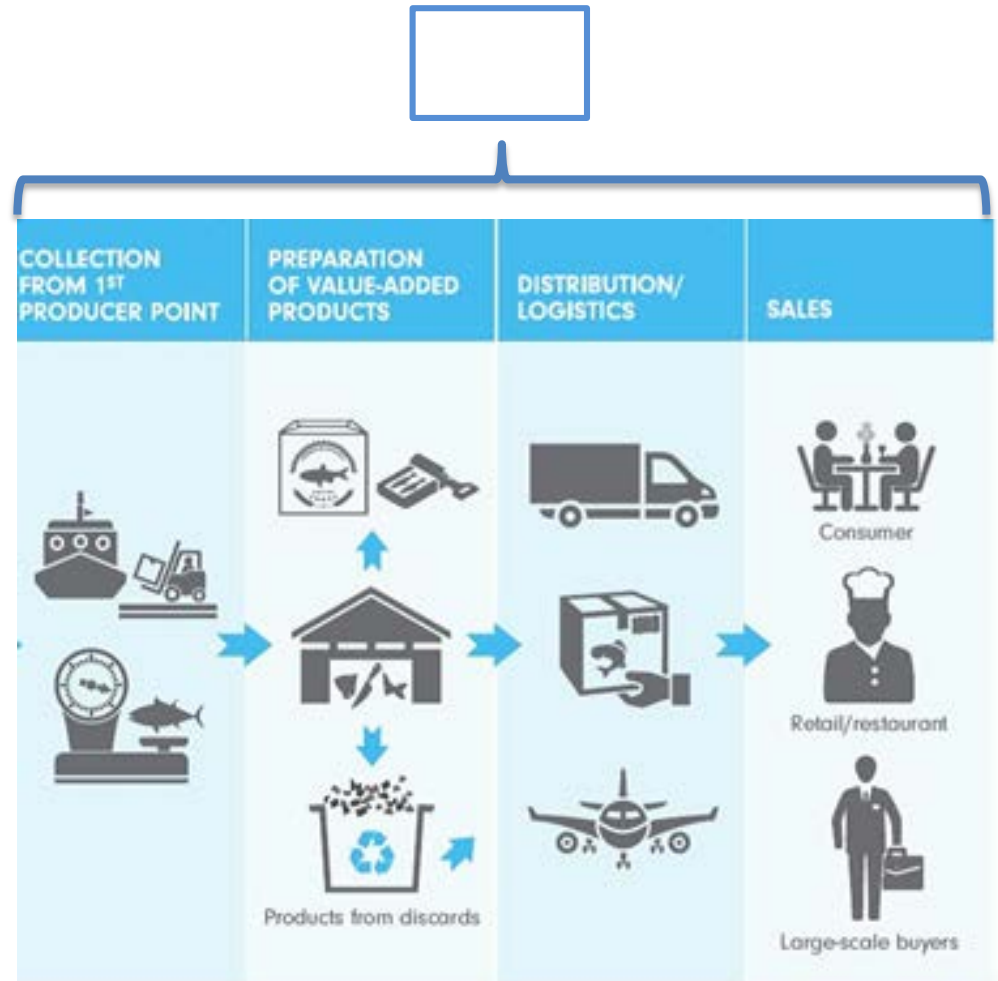 COLLECTION
FROM 1ST
PRODUCER POINT
PREPARATION
OF VALUE-ADDED
PRODUCTS
DISTRIBUTION/
LOGISTICS
SALES
Consumer
Retail/restaurant
Products from discards
Large-scale buyers